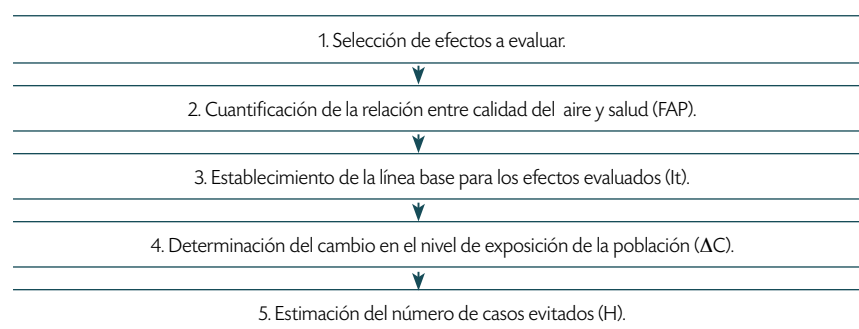 1. Selección de efectos a evaluar.
2. Cuantificación de la relación entre calidad del aire y salud (FAP).
3. Establecimiento de la línea base para los efectos evaluados (It).
4. Determinación del cambio en el nivel de exposición de la población (ΔC).
5. Estimación del número de casos evitados (H).